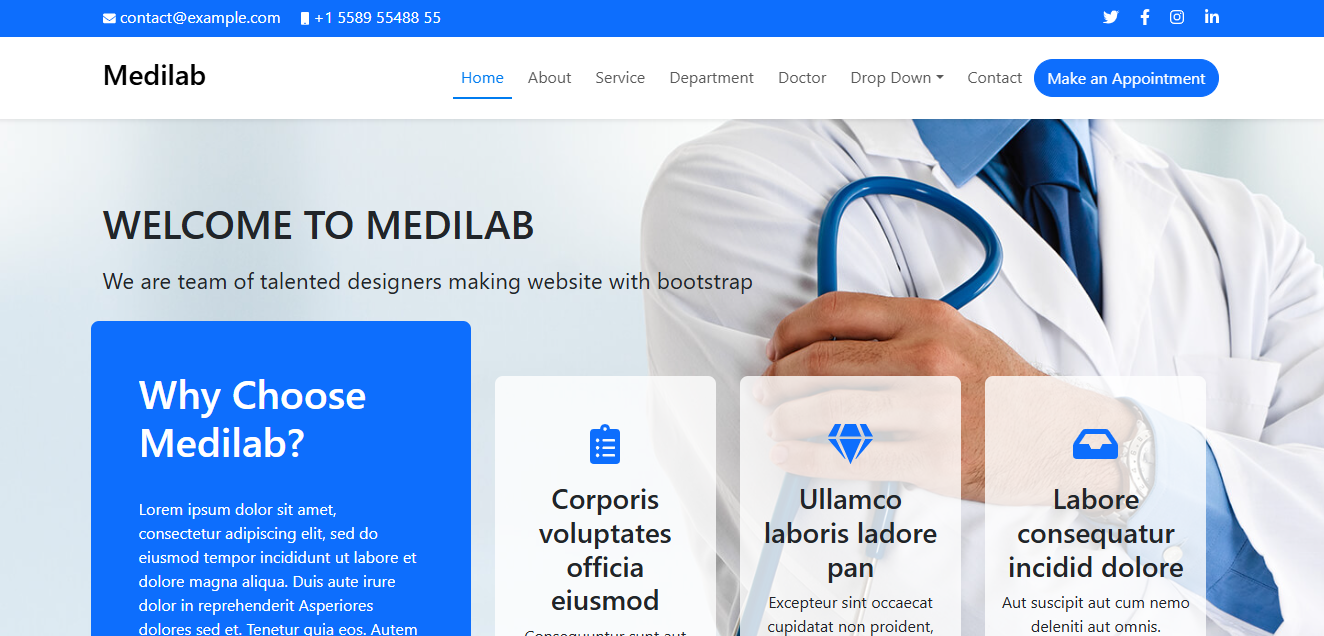 contact@example.com +1 5589 55488 55
Medilab
Home About Service Department Doctor Drop Down Contact Make an Appointment
WELCOME TO MEDILAB
We are team of talented designers making website with bootstrap
Why Choose
Medilab?
Lorem ipsum dolor sit amet,
consectetur adipiscing elit, sed do
eiusmod tempor incididunt ut labore et
dolore magna aliqua. Duis aute irure
dolor in reprehenderit Asperiores
dolores sed et. Tenetur quia eos. Autem
Corporis
voluptates
officia
eiusmod
Consequuntur sunt aut
Ullamco
laboris ladore
pan
Excepteur sint occaecat
cupidatat non proident,
Labore
consequatur
incidid dolore
Aut suscipit aut cum nemo
deleniti aut omnis.